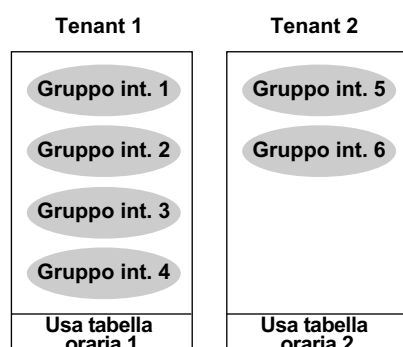 Tenant 1
Gruppo int. 1
Gruppo int. 2
Gruppo int. 3
Gruppo int. 4
Usa tabella
oraria 1
Tenant 2
Gruppo int. 5
Gruppo int. 6
Usa tabella
oraria 2